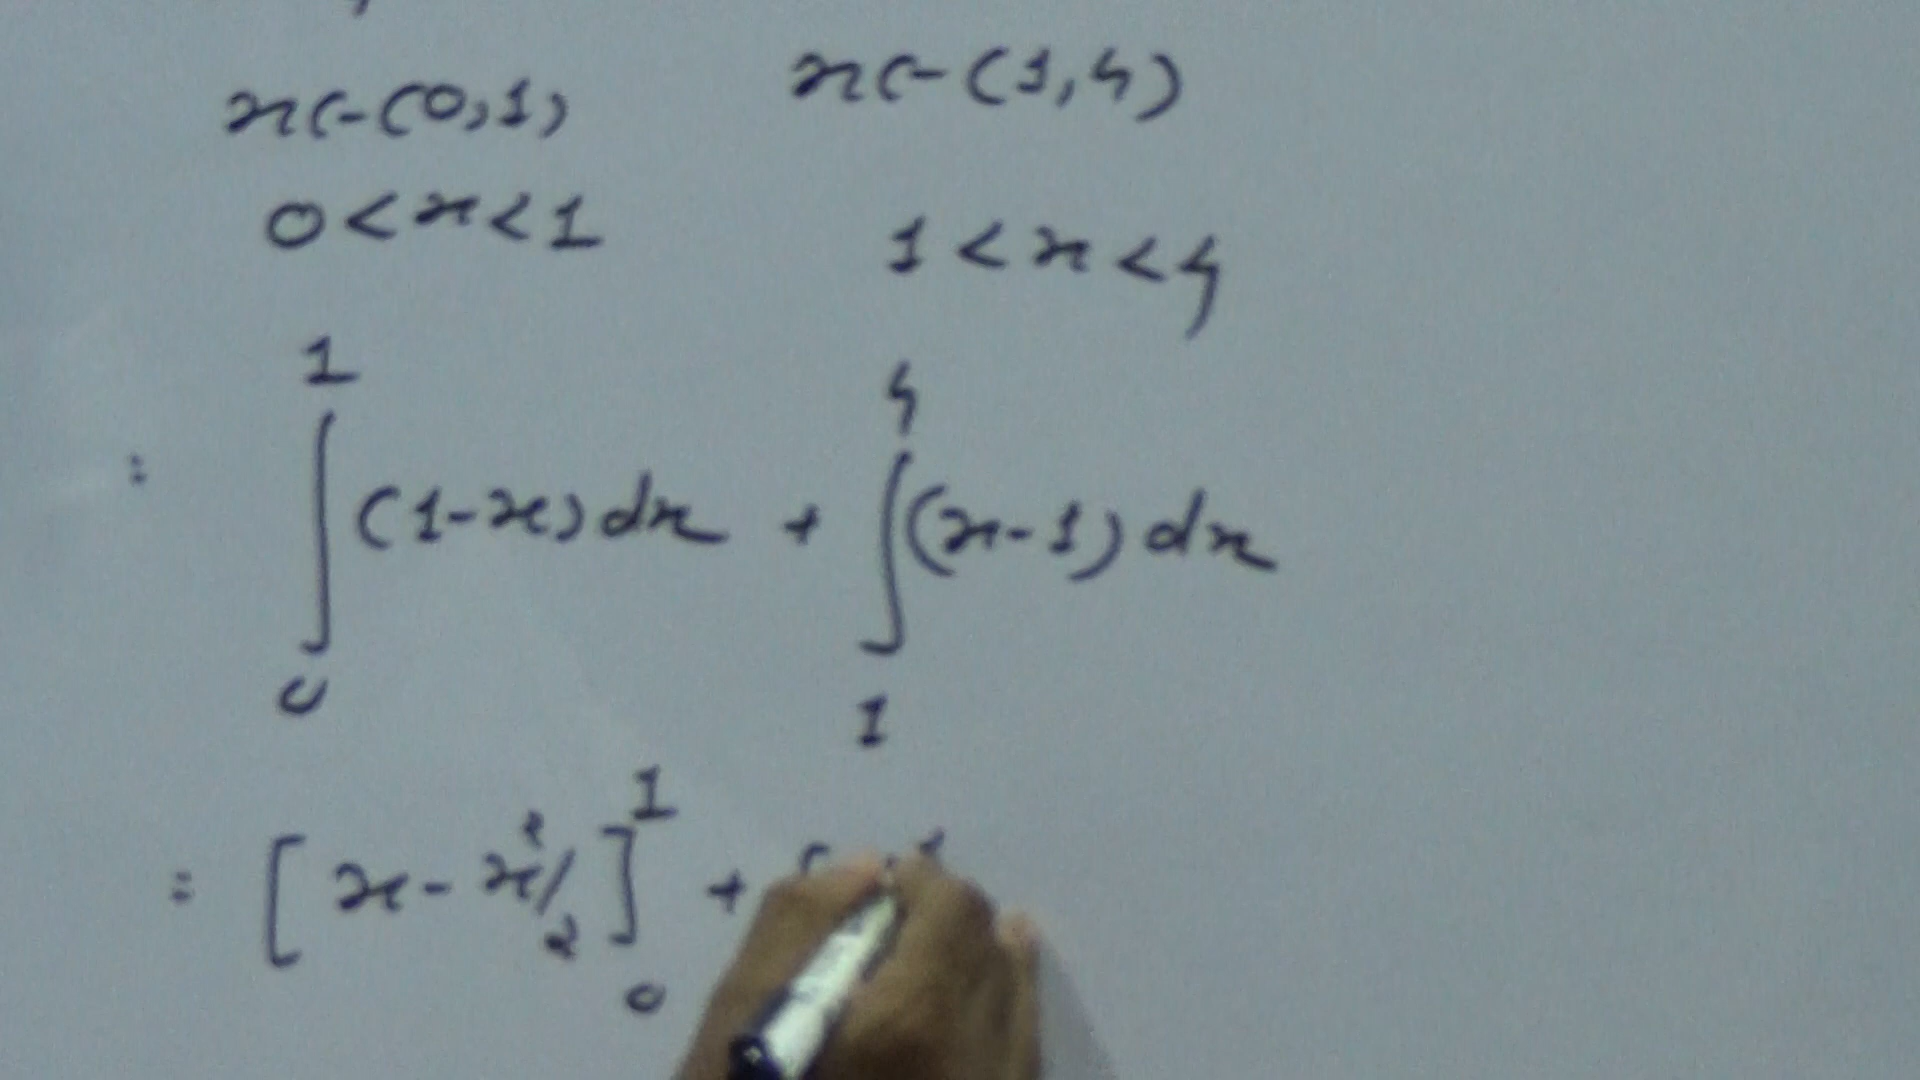 x∈(0,1) x∈(1,4)
0<x<1 1<x<4
= ∫₀¹ (1-x)dx + ∫₁⁴ (x-1)dx
= [x - x²/2]₀¹ + [